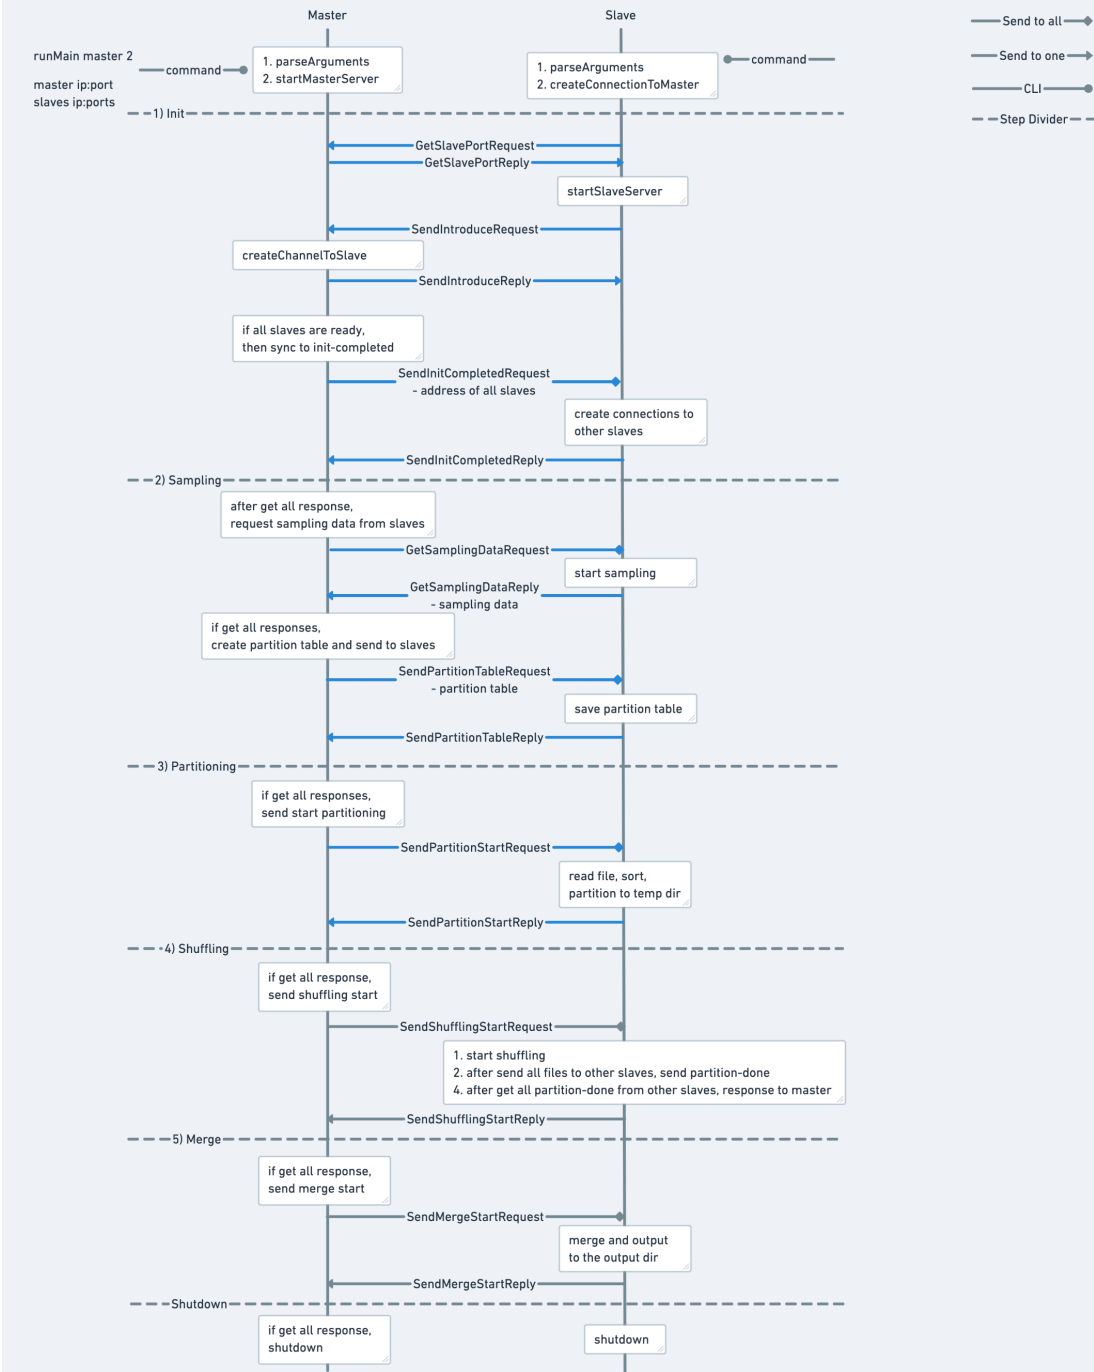 Master
Slave
Send to all
runMain master 2
command
1. parseArguments
2. startMasterServer
1. parseArguments
2. createConnectionToMaster
command
Send to one
master ip:port
slaves ip:ports
CLI
1) Init
Step Divider
GetSlavePortRequest
GetSlavePortReply
startSlaveServer
SendIntroduceRequest
createChannelToSlave
SendIntroduceReply
if all slaves are ready,
then sync to init-completed
SendInitCompletedRequest
- address of all slaves
create connections to
other slaves
SendInitCompletedReply
2) Sampling
after get all response,
request sampling data from slaves
GetSamplingDataRequest
start sampling
GetSamplingDataReply
- sampling data
if get all responses,
create partition table and send to slaves
SendPartitionTableRequest
- partition table
save partition table
SendPartitionTableReply
3) Partitioning
if get all responses,
send start partitioning
SendPartitionStartRequest
read file, sort,
partition to temp dir
SendPartitionStartReply
4) Shuffling
if get all response,
send shuffling start
SendShufflingStartRequest
1. start shuffling
2. after send all files to other slaves, send partition-done
4. after get all partition-done from other slaves, response to master
SendShufflingStartReply
5) Merge
if get all response,
send merge start
SendMergeStartRequest
merge and output
to the output dir
SendMergeStartReply
Shutdown
if get all response,
shutdown
shutdown